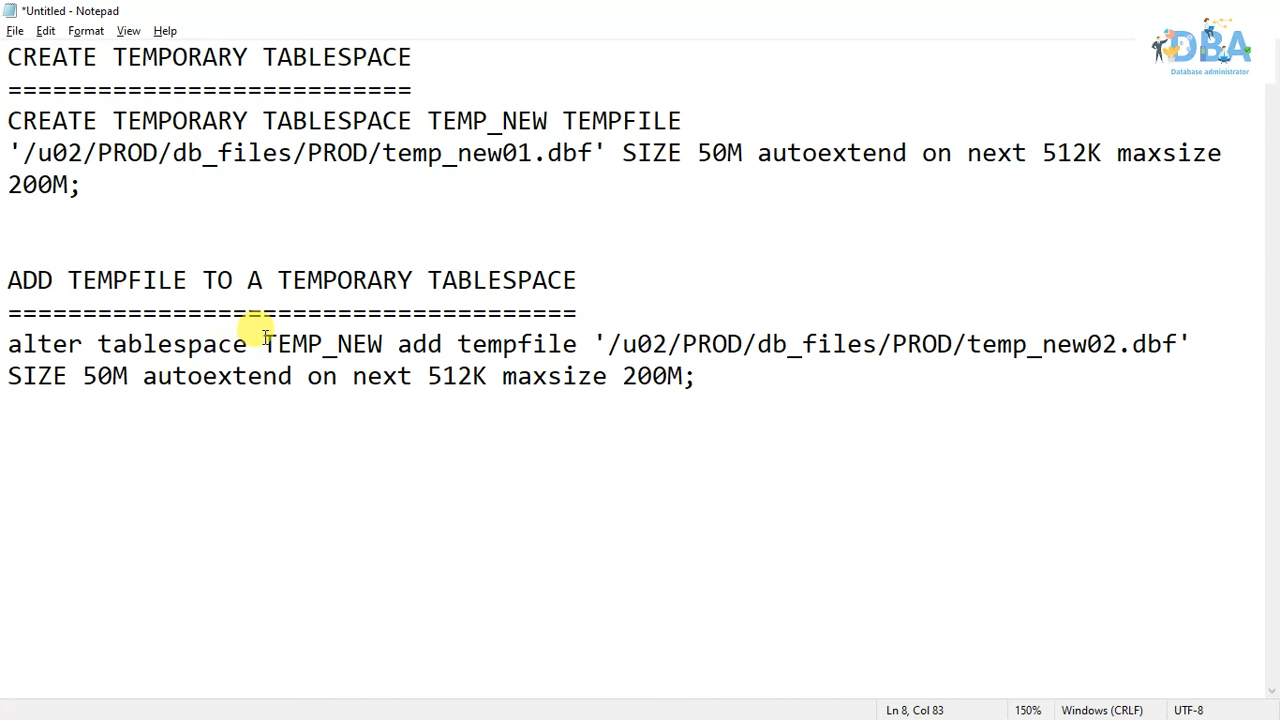 *Untitled - Notepad
File Edit Format View Help
DBA
Database administrator
CREATE TEMPORARY TABLESPACE
===========================
CREATE TEMPORARY TABLESPACE TEMP_NEW TEMPFILE
'/u02/PROD/db_files/PROD/temp_new01.dbf' SIZE 50M autoextend on next 512K maxsize
200M;
ADD TEMPFILE TO A TEMPORARY TABLESPACE
======================================
alter tablespace TEMP_NEW add tempfile '/u02/PROD/db_files/PROD/temp_new02.dbf'
SIZE 50M autoextend on next 512K maxsize 200M;
Ln 8, Col 83 150% Windows (CRLF) UTF-8